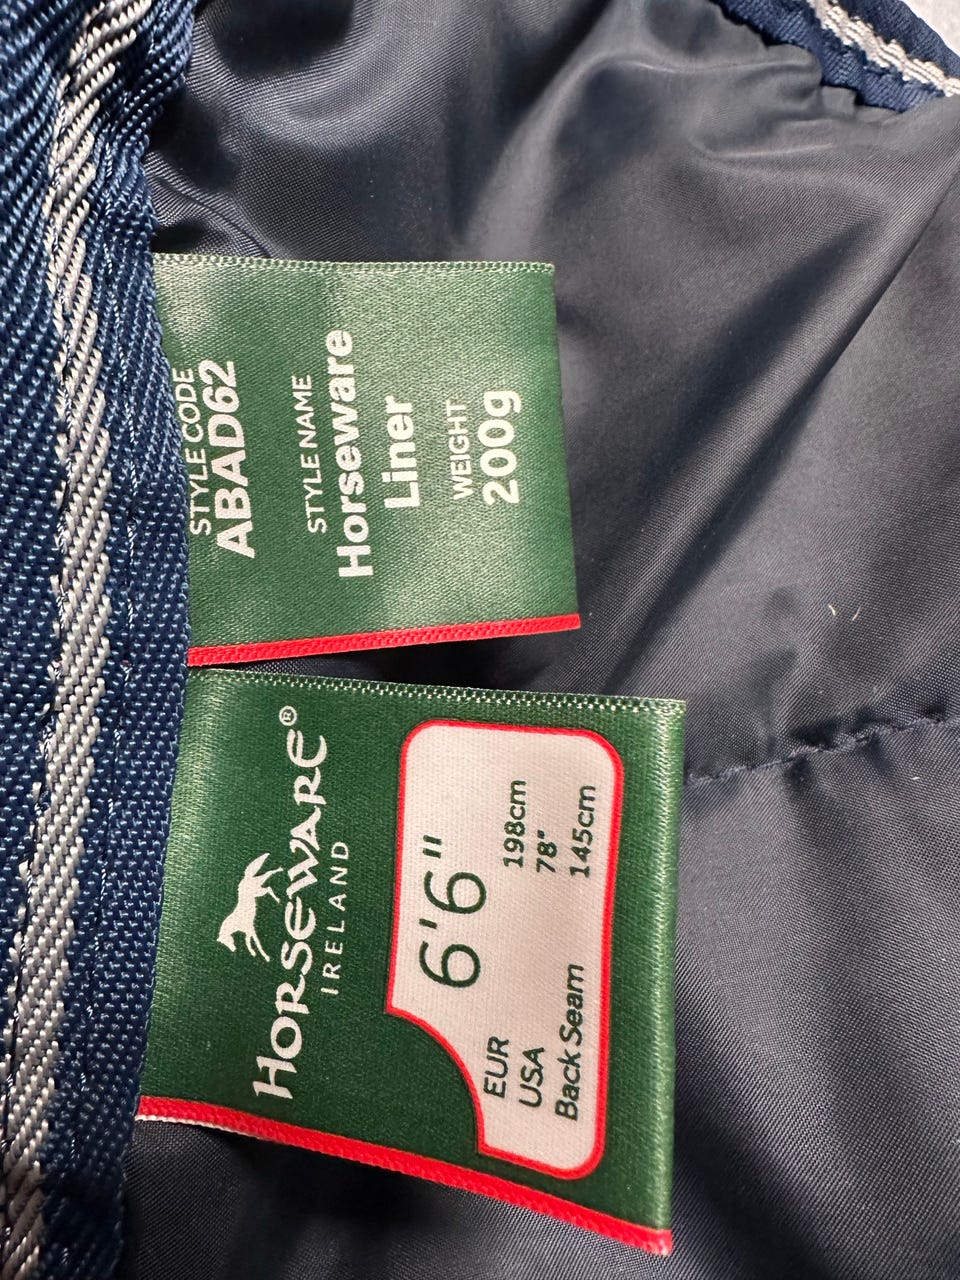 STYLE CODE
ABAD62
STYLE NAME
Horseware
Liner
WEIGHT
200g
HORSEWARE®
IRELAND
6'6"
EUR 198cm
USA 78"
Back Seam 145cm